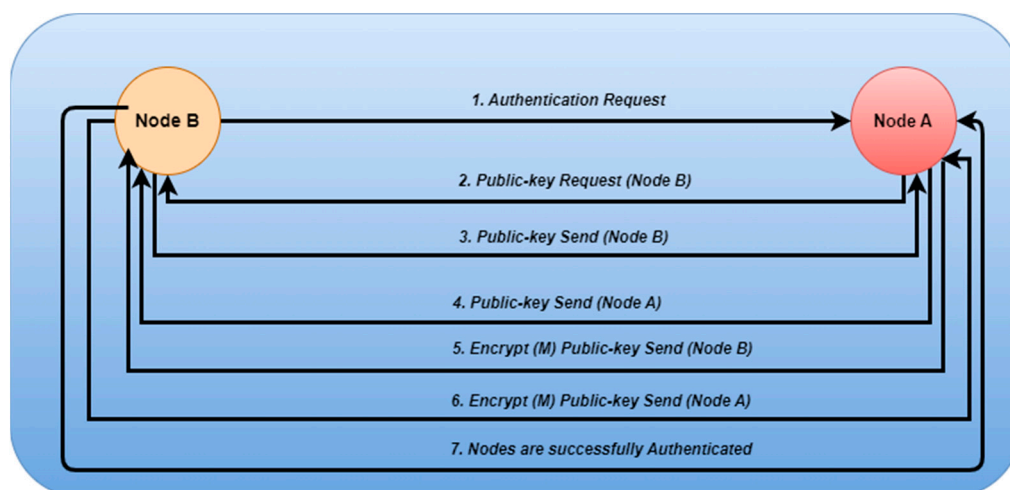 1. Authentication Request
Node B
Node A
2. Public-key Request (Node B)
3. Public-key Send (Node B)
4. Public-key Send (Node A)
5. Encrypt (M) Public-key Send (Node B)
6. Encrypt (M) Public-key Send (Node A)
7. Nodes are successfully Authenticated